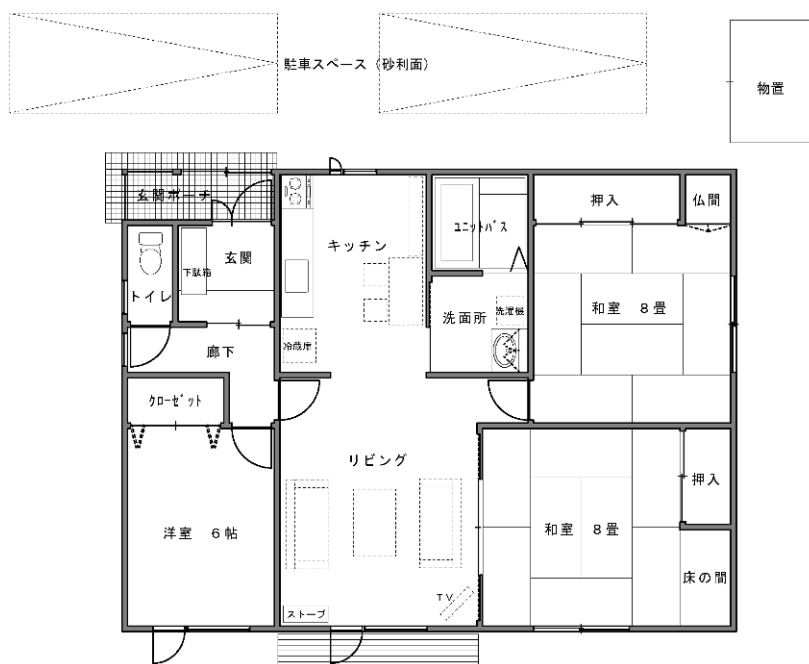 駐車スペース（砂利面）
物置
玄関ポーチ
押入
仏間
ユニットバス
キッチン
玄関
下駄箱
トイレ
和室 8畳
洗面所
洗濯機
冷蔵庫
廊下
クローゼット
リビング
押入
洋室 6帖
和室 8畳
床の間
TV
ストーブ